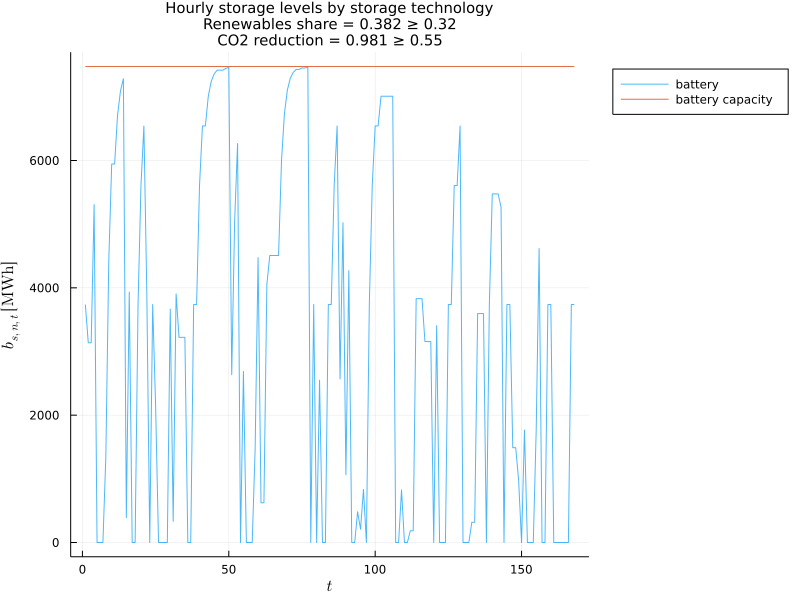 Hourly storage levels by storage technology
Renewables share = 0.382 ≥ 0.32
CO2 reduction = 0.981 ≥ 0.55
battery
battery capacity
6000
4000
2000
0
b_{s, n, t} [MWh]
0 50 100 150
t